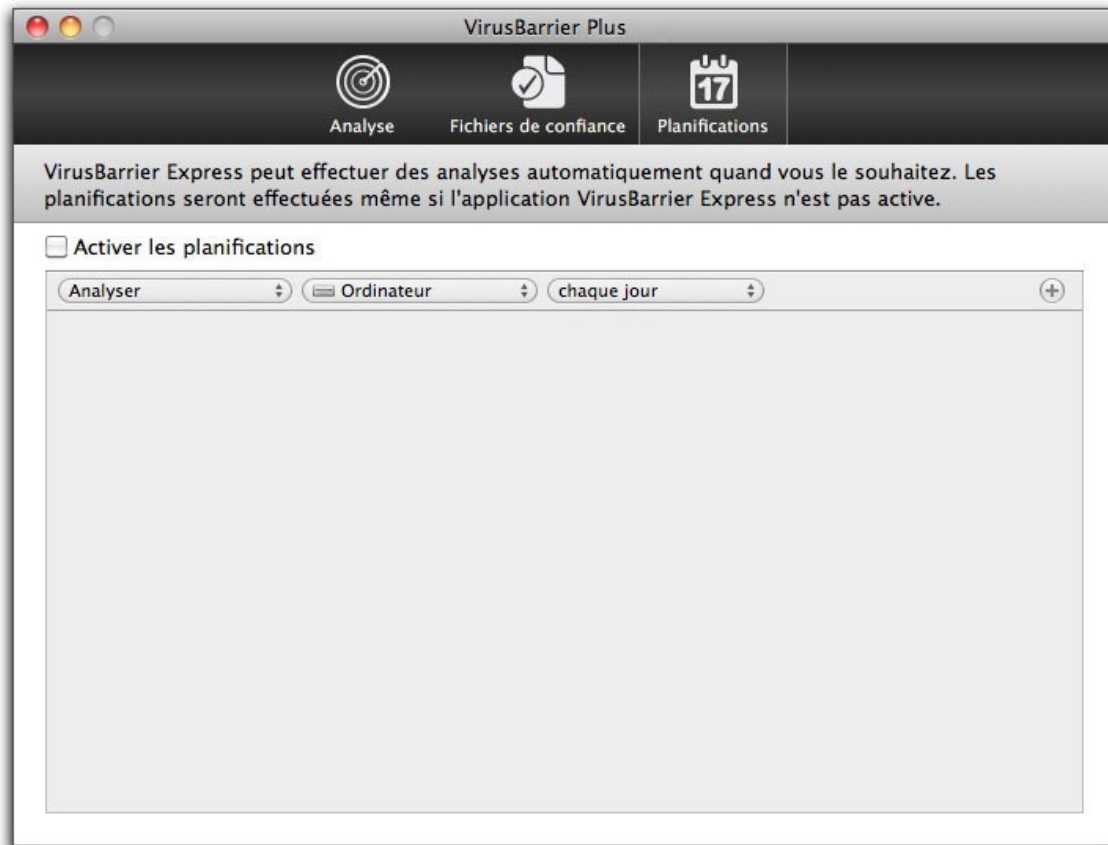 VirusBarrier Plus
17
Analyse
Fichiers de confiance
Planifications
VirusBarrier Express peut effectuer des analyses automatiquement quand vous le souhaitez. Les
planifications seront effectuées même si l'application VirusBarrier Express n'est pas active.
Activer les planifications
Analyser
Ordinateur
chaque jour